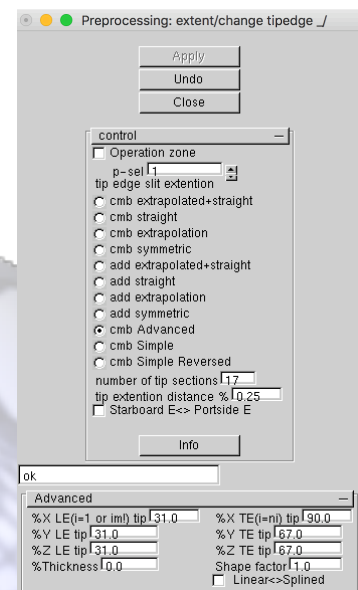 Preprocessing: extent/change tipedge _/
Apply
Undo
Close
control
Operation zone
p-sel 1
tip edge slit extention
cmb extrapolated+straight
cmb straight
cmb extrapolation
cmb symmetric
add extrapolated+straight
add straight
add extrapolation
add symmetric
cmb Advanced
cmb Simple
cmb Simple Reversed
number of tip sections 17
tip extention distance % 0.25
Starboard E<> Portside E
Info
ok
Advanced
%X LE(i=1 or im!) tip 31.0 %X TE(i=ni) tip 90.0
%Y LE tip 31.0 %Y TE tip 67.0
%Z LE tip 31.0 %Z TE tip 67.0
%Thickness 0.0 Shape factor 1.0
Linear<>Splined